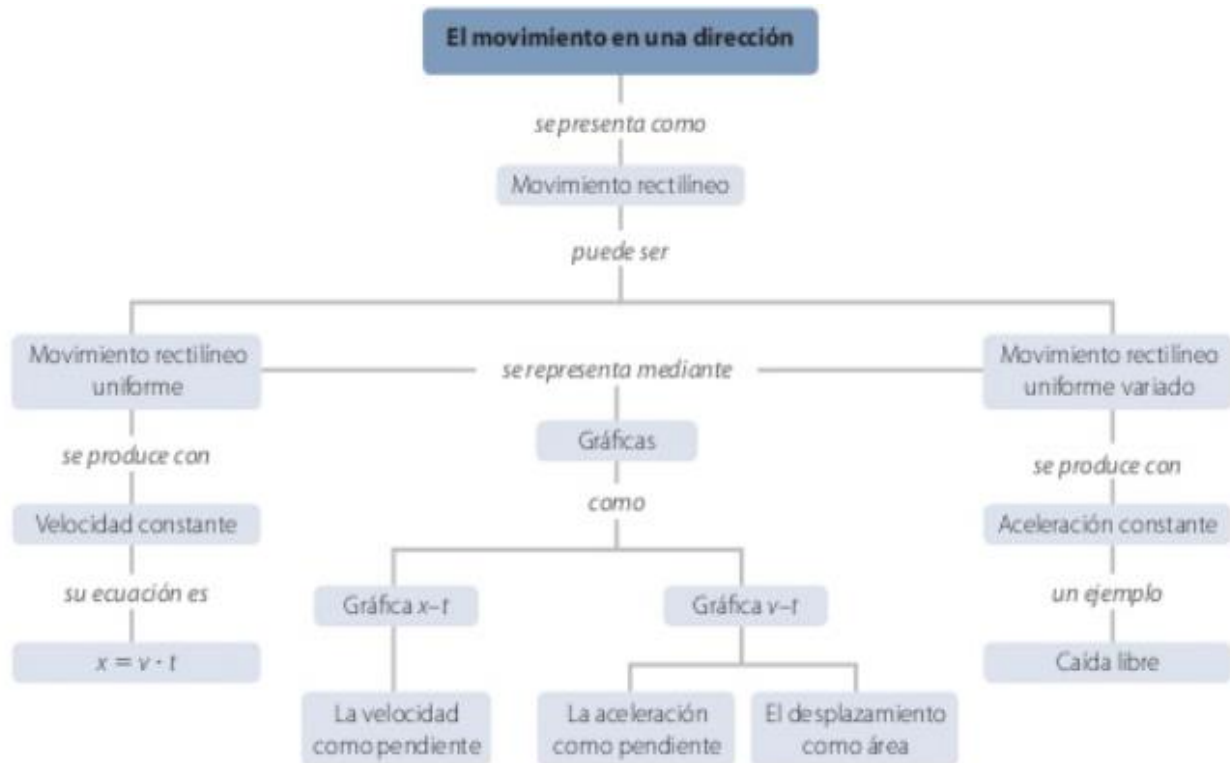 El movimiento en una dirección
se presenta como
Movimiento rectilíneo
puede ser
Movimiento rectilíneo
uniforme
se representa mediante
Movimiento rectilíneo
uniforme variado
se produce con
Gráficas
se produce con
Velocidad constante
como
Aceleración constante
su ecuación es
Gráfica x–t
Gráfica v–t
un ejemplo
x = v · t
Caída libre
La velocidad
como pendiente
La aceleración
como pendiente
El desplazamiento
como área